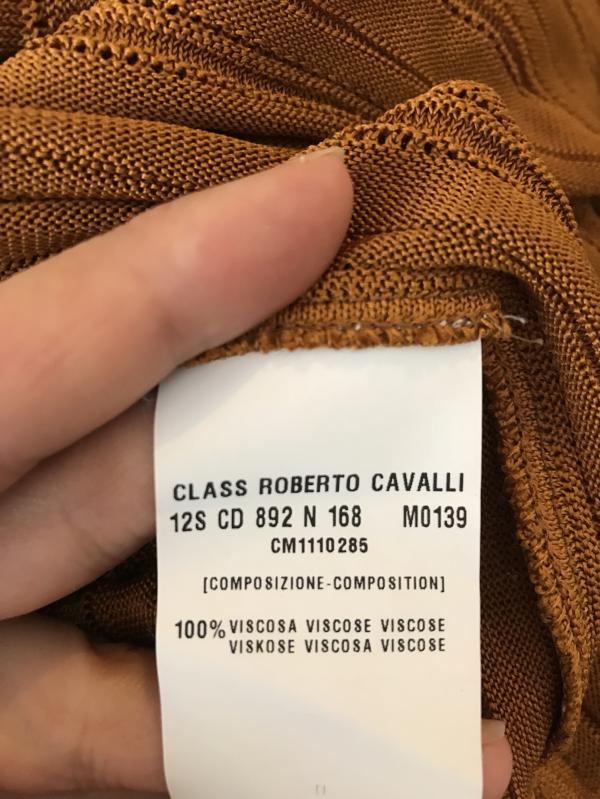 CLASS ROBERTO CAVALLI
12S CD 892 N 168 M0139
CM1110285
[COMPOSIZIONE-COMPOSITION]
100% VISCOSA VISCOSE VISCOSE
VISKOSE VISCOSA VISCOSE